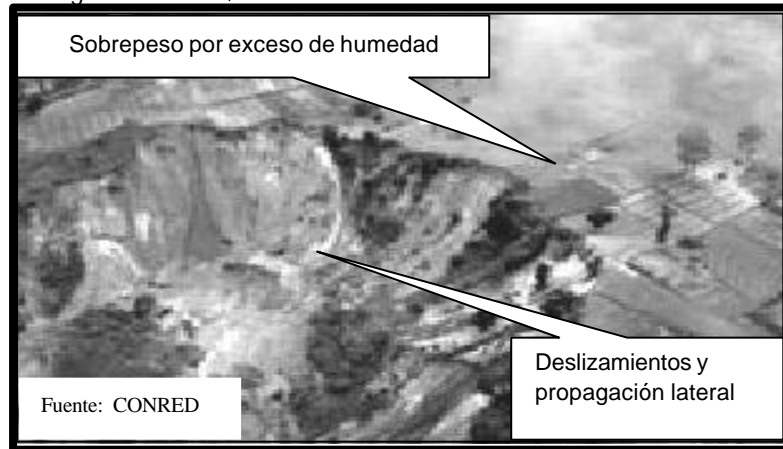 Sobrepeso por exceso de humedad
Deslizamientos y
propagación lateral
Fuente: CONRED